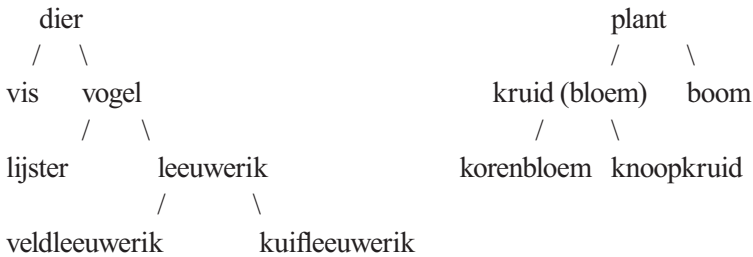 dier plant
/ \ / \
vis vogel kruid (bloem) boom
/ \ / \
lijster leeuwerik korenbloem knoopkruid
/ \
veldleeuwerik kuifleeuwerik